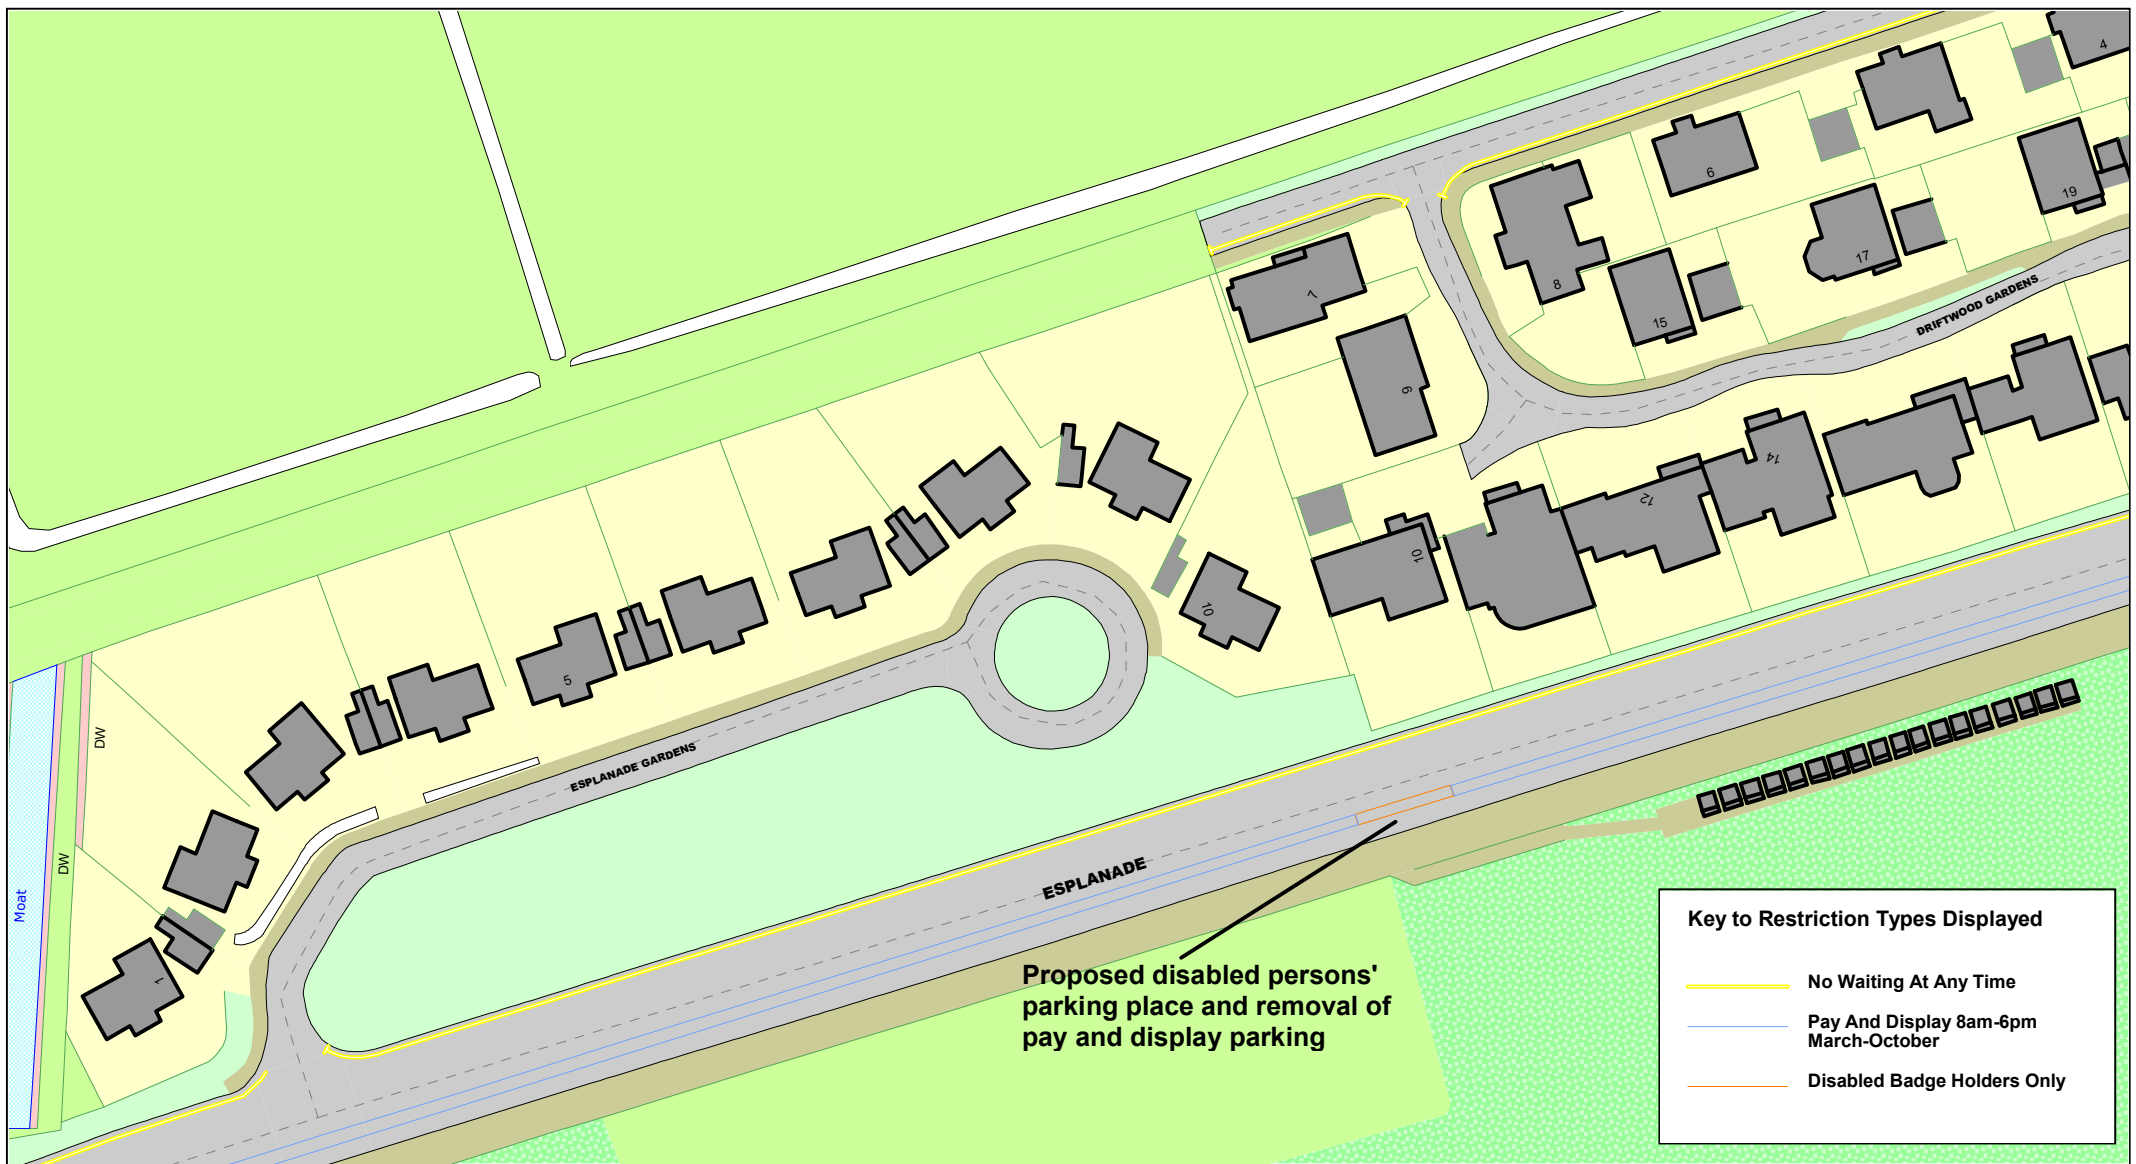 4
6
19
8
17
15
DRIFTWOOD GARDENS
7
9
14
12
10
10
5
ESPLANADE GARDENS
DW
DW
Moat
1
ESPLANADE
Proposed disabled persons'
parking place and removal of
pay and display parking
Key to Restriction Types Displayed
No Waiting At Any Time
Pay And Display 8am-6pm
March-October
Disabled Badge Holders Only